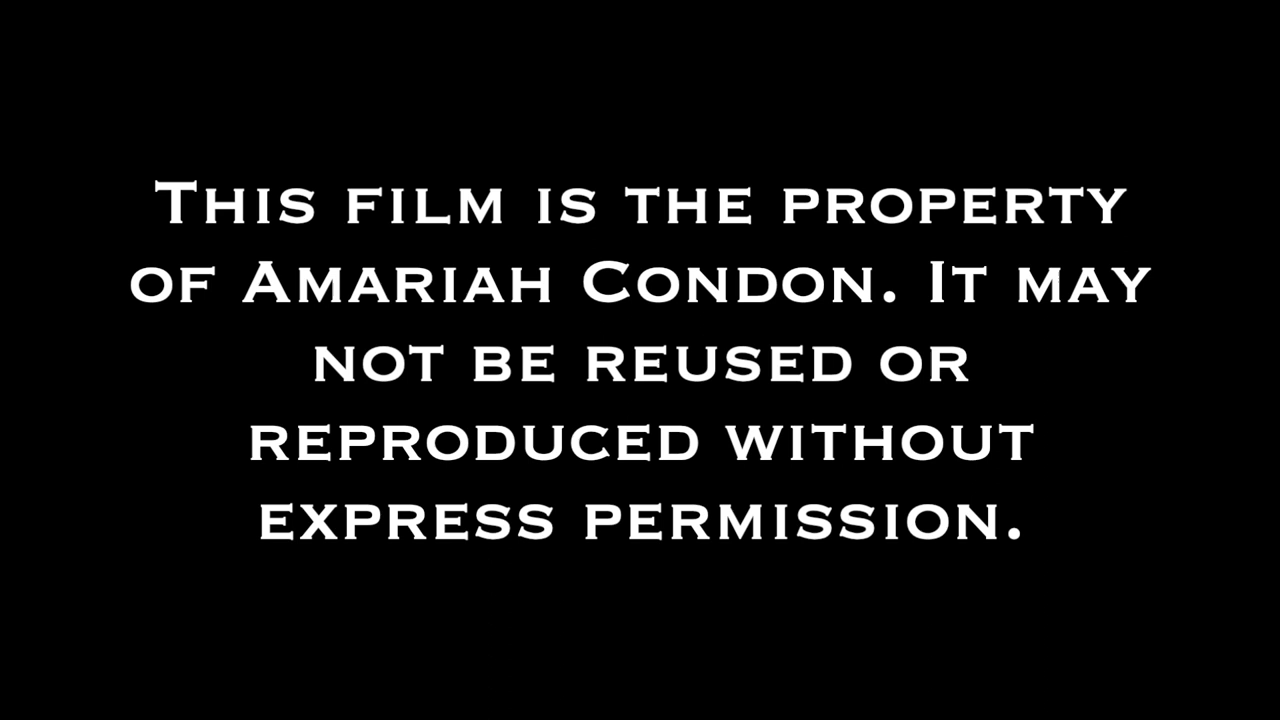 This film is the property
of Amariah Condon. It may
not be reused or
reproduced without
express permission.